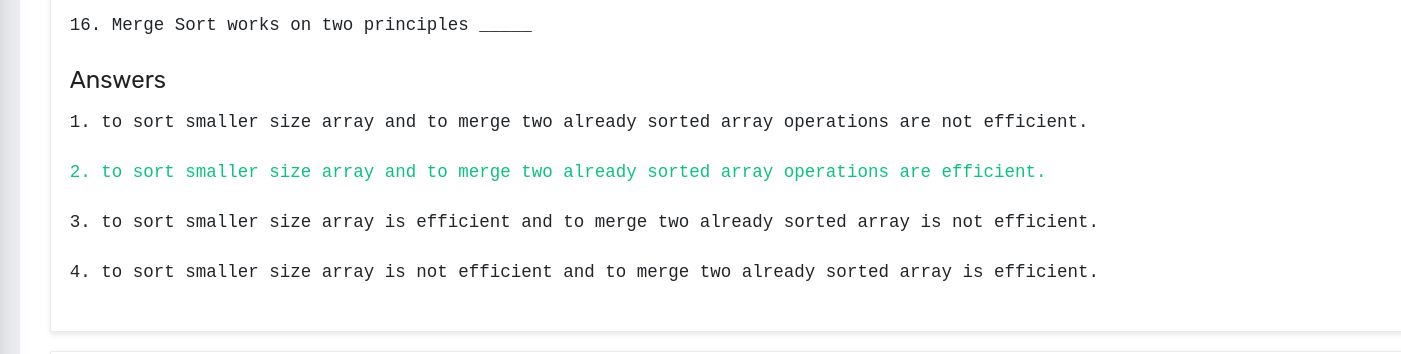 16. Merge Sort works on two principles _____
Answers
1. to sort smaller size array and to merge two already sorted array operations are not efficient.
2. to sort smaller size array and to merge two already sorted array operations are efficient.
3. to sort smaller size array is efficient and to merge two already sorted array is not efficient.
4. to sort smaller size array is not efficient and to merge two already sorted array is efficient.